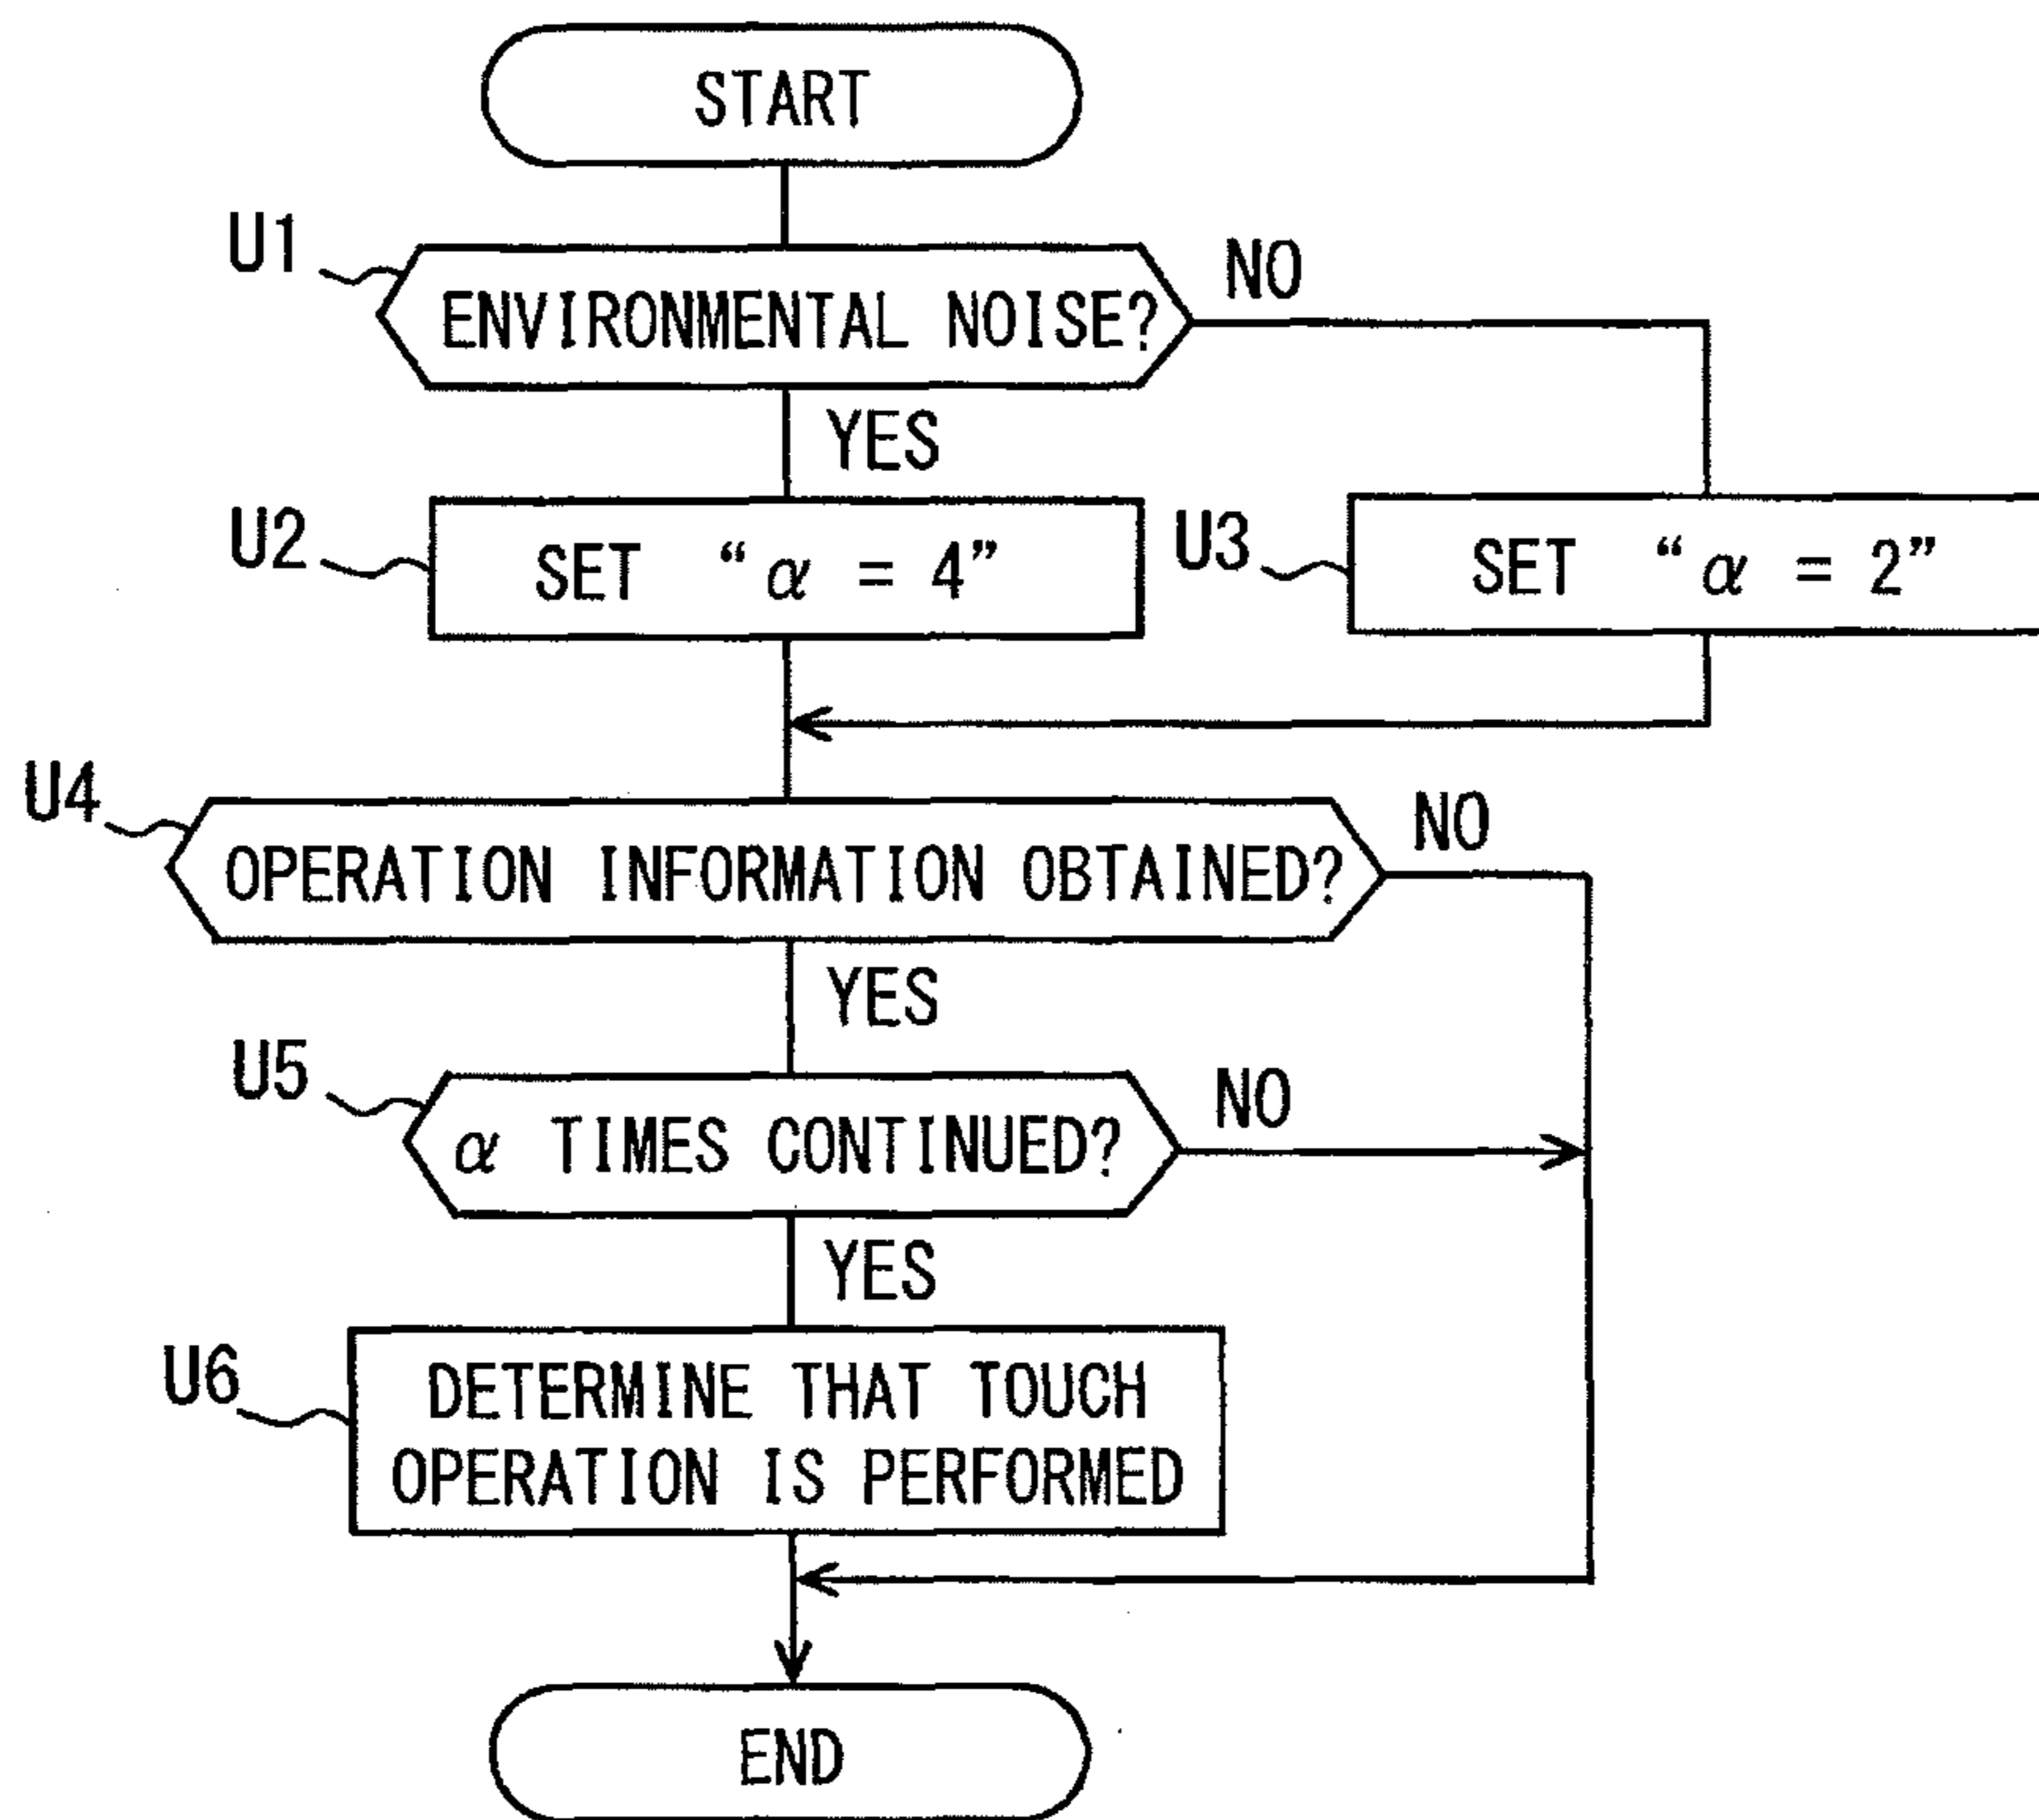 START
U1
ENVIRONMENTAL NOISE?
NO
YES
U2
SET “α = 4”
U3
SET “α = 2”
U4
OPERATION INFORMATION OBTAINED?
NO
YES
U5
α TIMES CONTINUED?
NO
YES
U6
DETERMINE THAT TOUCH
OPERATION IS PERFORMED
END